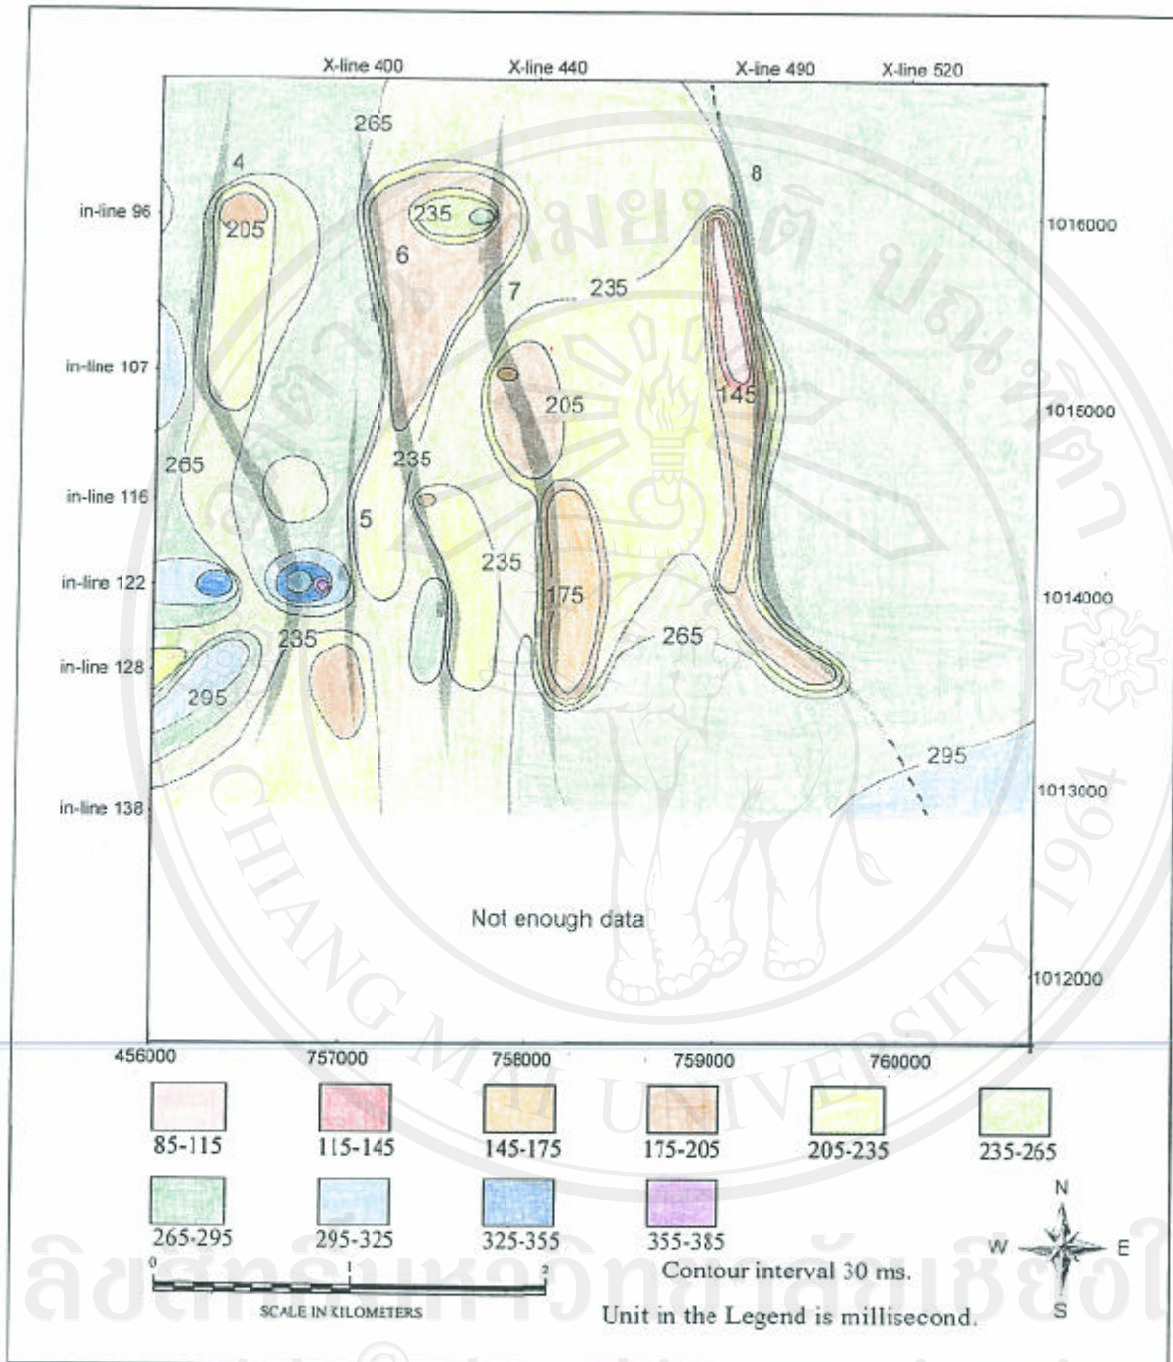 X-line 400 X-line 440 X-line 490 X-line 520
265
4
8
in-line 96
235
205
1016000
6
7
235
in-line 107
145
205
1015000
265
235
in-line 116
5
235
in-line 122
175
1014000
235
265
in-line 128
295
295
in-line 138
1013000
Not enough data
1012000
456000 757000 758000 759000 760000
85-115 115-145 145-175 175-205 205-235 235-265
265-295 295-325 325-355 355-385
N
W E
S
0 1 2
SCALE IN KILOMETERS
Contour interval 30 ms.
Unit in the Legend is millisecond.
CHIANG MAI UNIVERSITY 1964